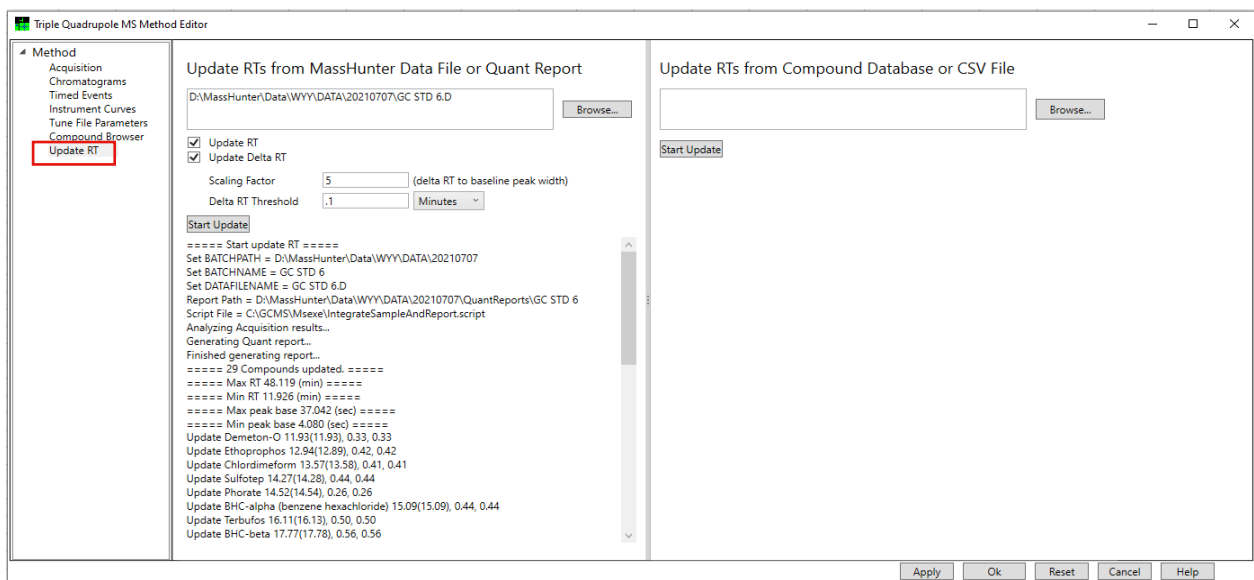 Triple Quadrupole MS Method Editor
Method
Acquisition
Chromatograms
Timed Events
Instrument Curves
Tune File Parameters
Compound Browser
Update RT
Update RTs from MassHunter Data File or Quant Report
D:\MassHunter\Data\WYY\DATA\20210707\GC STD 6.D
Browse...
Update RT
Update Delta RT
Scaling Factor 5 (delta RT to baseline peak width)
Delta RT Threshold .1 Minutes
Start Update
===== Start update RT =====
Set BATCHPATH = D:\MassHunter\Data\WYY\DATA\20210707
Set BATCHNAME = GC STD 6
Set DATAFILENAME = GC STD 6.D
Report Path = D:\MassHunter\Data\WYY\DATA\20210707\QuantReports\GC STD 6
Script File = C:\GCMS\Msexe\IntegrateSampleAndReport.script
Analyzing Acquisition results...
Generating Quant report...
Finished generating report...
===== 29 Compounds updated. =====
===== Max RT 48.119 (min) =====
===== Min RT 11.926 (min) =====
===== Max peak base 37.042 (sec) =====
===== Min peak base 4.080 (sec) =====
Update Demeton-O 11.93(11.93), 0.33, 0.33
Update Ethoprophos 12.94(12.89), 0.42, 0.42
Update Chlordimeform 13.57(13.58), 0.41, 0.41
Update Sulfotep 14.27(14.28), 0.44, 0.44
Update Phorate 14.52(14.54), 0.26, 0.26
Update BHC-alpha (benzene hexachloride) 15.09(15.09), 0.44, 0.44
Update Terbufos 16.11(16.13), 0.50, 0.50
Update BHC-beta 17.77(17.78), 0.56, 0.56
Update RTs from Compound Database or CSV File
Browse...
Start Update
Apply
Ok
Reset
Cancel
Help